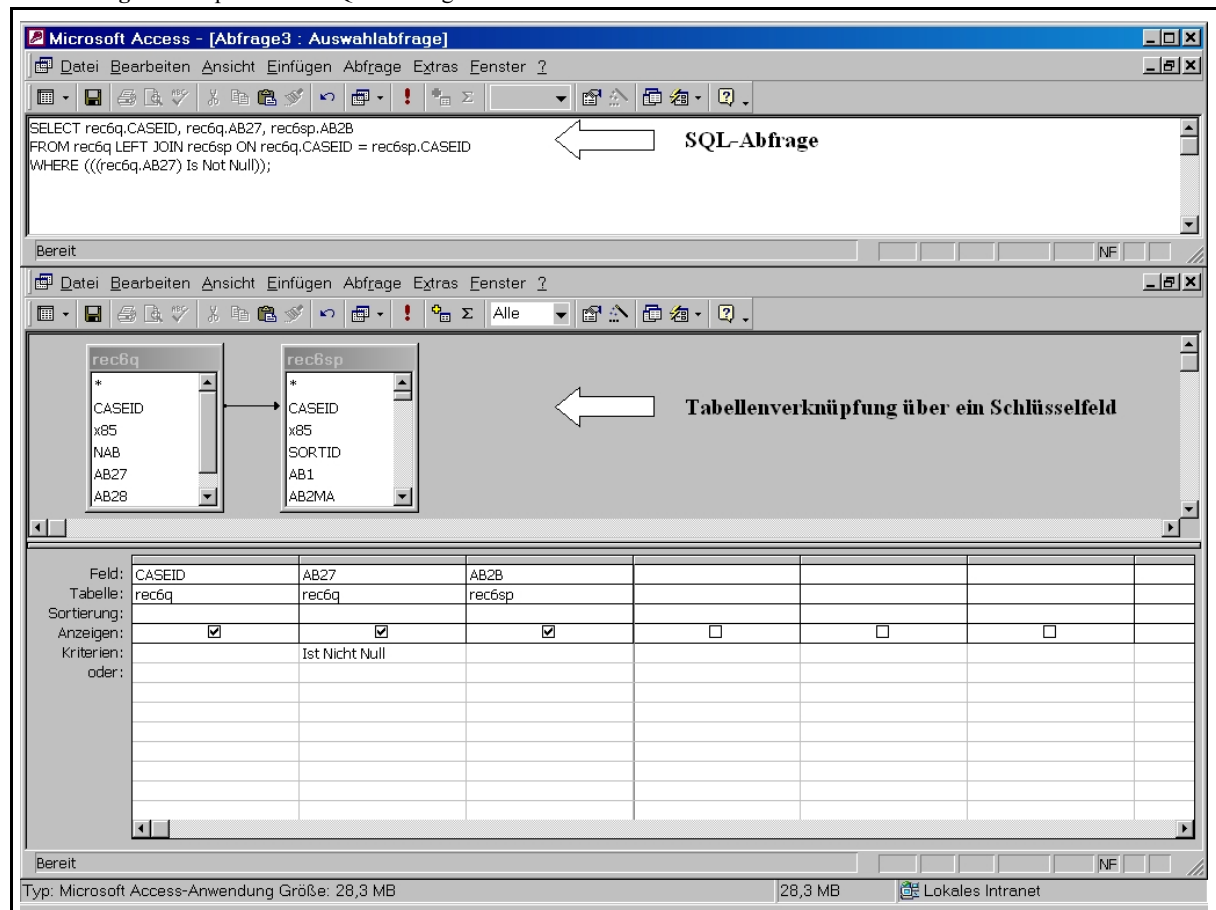 Microsoft Access - [Abfrage3 : Auswahlabfrage]
Datei Bearbeiten Ansicht Einfügen Abfrage Extras Fenster ?
SELECT rec6q.CASEID, rec6q.AB27, rec6sp.AB2B
FROM rec6q LEFT JOIN rec6sp ON rec6q.CASEID = rec6sp.CASEID
WHERE (((rec6q.AB27) Is Not Null));
SQL-Abfrage
Bereit
NF
Datei Bearbeiten Ansicht Einfügen Abfrage Extras Fenster ?
Alle
rec6q
*
CASEID
x85
NAB
AB27
AB28
rec6sp
*
CASEID
x85
SORTID
AB1
AB2MA
Tabellenverknüpfung über ein Schlüsselfeld
Feld: CASEID AB27 AB2B
Tabelle: rec6q rec6q rec6sp
Sortierung:
Anzeigen:
Kriterien: Ist Nicht Null
oder:
Bereit
NF
Typ: Microsoft Access-Anwendung Größe: 28,3 MB 28,3 MB Lokales Intranet